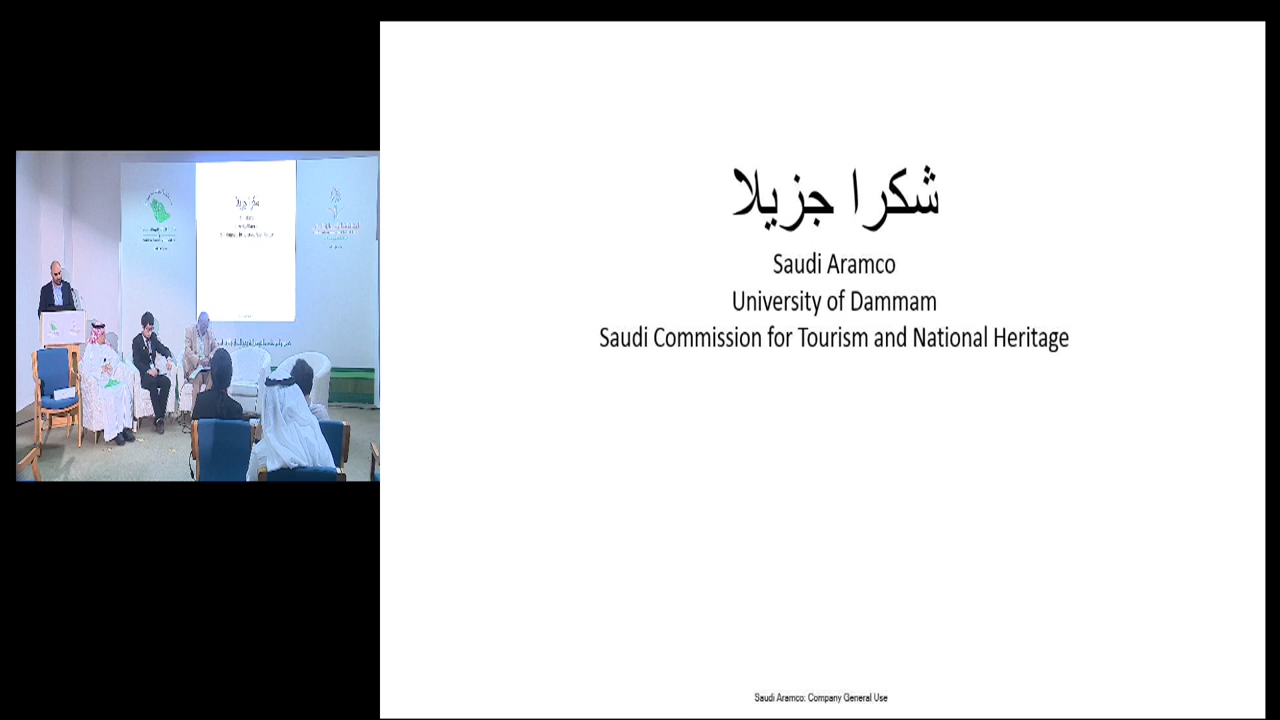 شكرا جزيلا
Saudi Aramco
University of Dammam
Saudi Commission for Tourism and National Heritage
Saudi Aramco: Company General Use